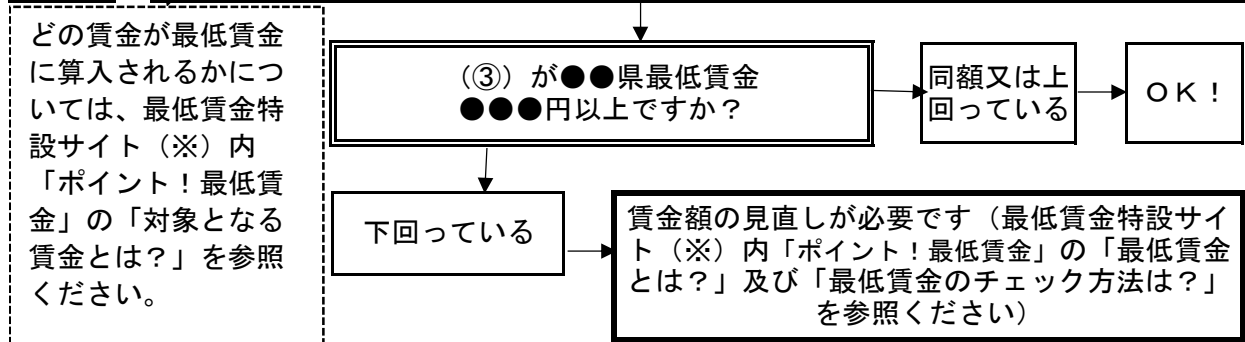 どの賃金が最低賃金
に算入されるかにつ
いては、最低賃金特
設サイト（※）内
「ポイント！最低賃
金」の「対象となる
賃金とは？」を参照
ください。
（③）が●●県最低賃金
●●●円以上ですか？
同額又は上
回っている
ＯＫ！
下回っている
賃金額の見直しが必要です（最低賃金特設サイ
ト（※）内「ポイント！最低賃金」の「最低賃金
とは？」及び「最低賃金のチェック方法は？」
を参照ください）